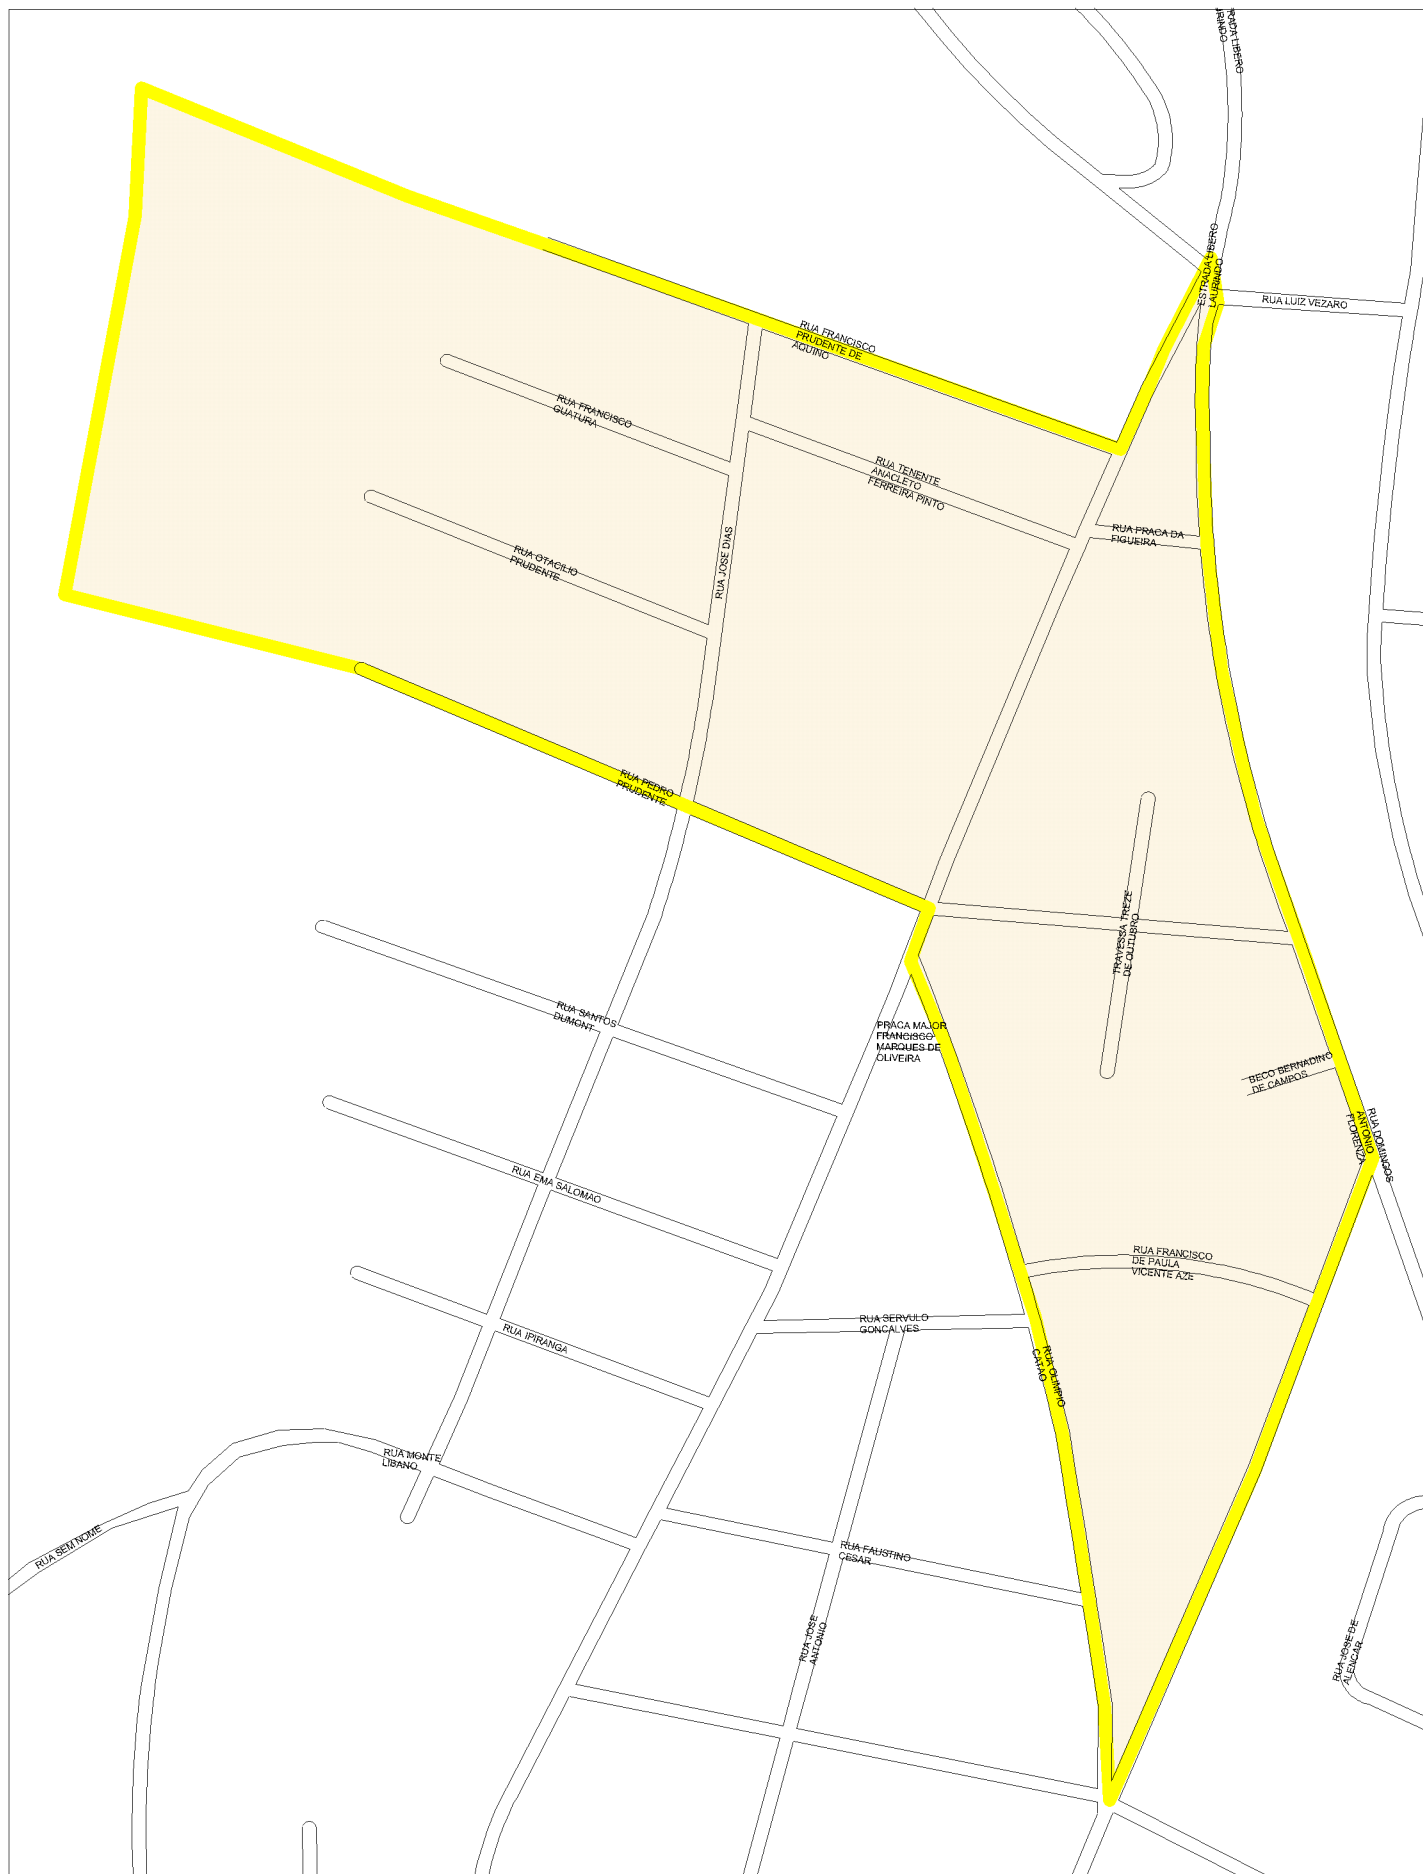 RADA LIBERO
URINDO
ESTRADA LIBERO
LAURINDO
RUA LUIZ VEZARO
RUA FRANCISCO
PRUDENTE DE
AQUINO
RUA FRANCISCO
GUATURA
RUA TENENTE
ANACLETO
FERREIRA PINTO
RUA PRACA DA
FIGUEIRA
RUA JOSE DIAS
RUA OTACILIO
PRUDENTE
RUA PEDRO
PRUDENTE
TRAVESSA TREZE
DE OUTUBRO
RUA SANTOS
DUMONT
PRACA MAJOR
FRANCISCO
MARQUES DE
OLIVEIRA
BECO BERNADINO
DE CAMPOS
RUA DOMINGOS
ANTONIO
FLORENZA
RUA EMA SALOMAO
RUA FRANCISCO
DE PAULA
VICENTE AZE
RUA SERVULO
GONCALVES
RUA IPIRANGA
RUA OLIMPIO
CATAO
RUA MONTE
LIBANO
RUA SEM NOME
RUA FAUSTINO
CESAR
RUA JOSE
ANTONIO
RUA JOSE DE
ALENCAR